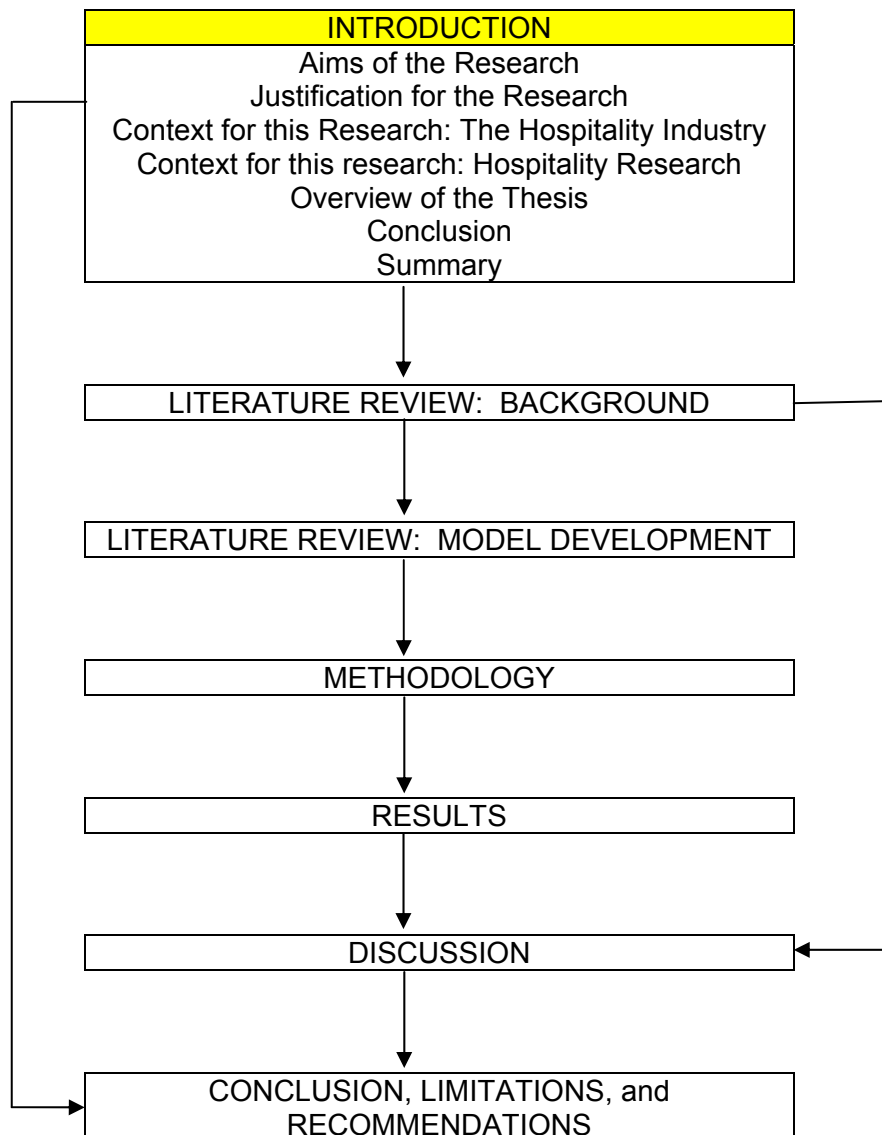 INTRODUCTION
Aims of the Research
Justification for the Research
Context for this Research: The Hospitality Industry
Context for this research: Hospitality Research
Overview of the Thesis
Conclusion
Summary
LITERATURE REVIEW:  BACKGROUND
LITERATURE REVIEW:  MODEL DEVELOPMENT
METHODOLOGY
RESULTS
DISCUSSION
CONCLUSION, LIMITATIONS, and
RECOMMENDATIONS